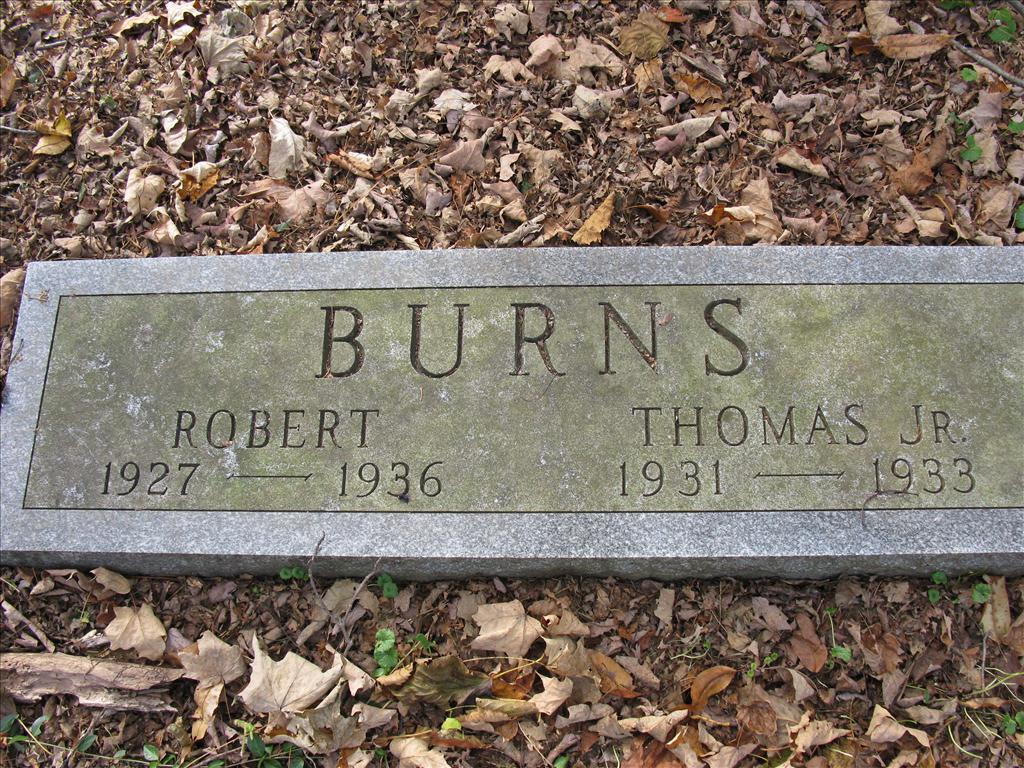 BURNS
ROBERT THOMAS JR.
1927 — 1936 1931 — 1933